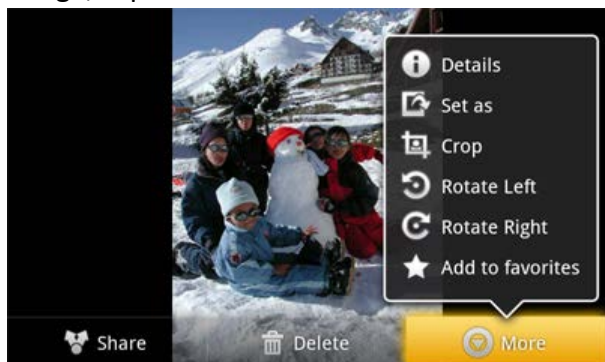 Details
Set as
Crop
Rotate Left
Rotate Right
Add to favorites
Share
Delete
More